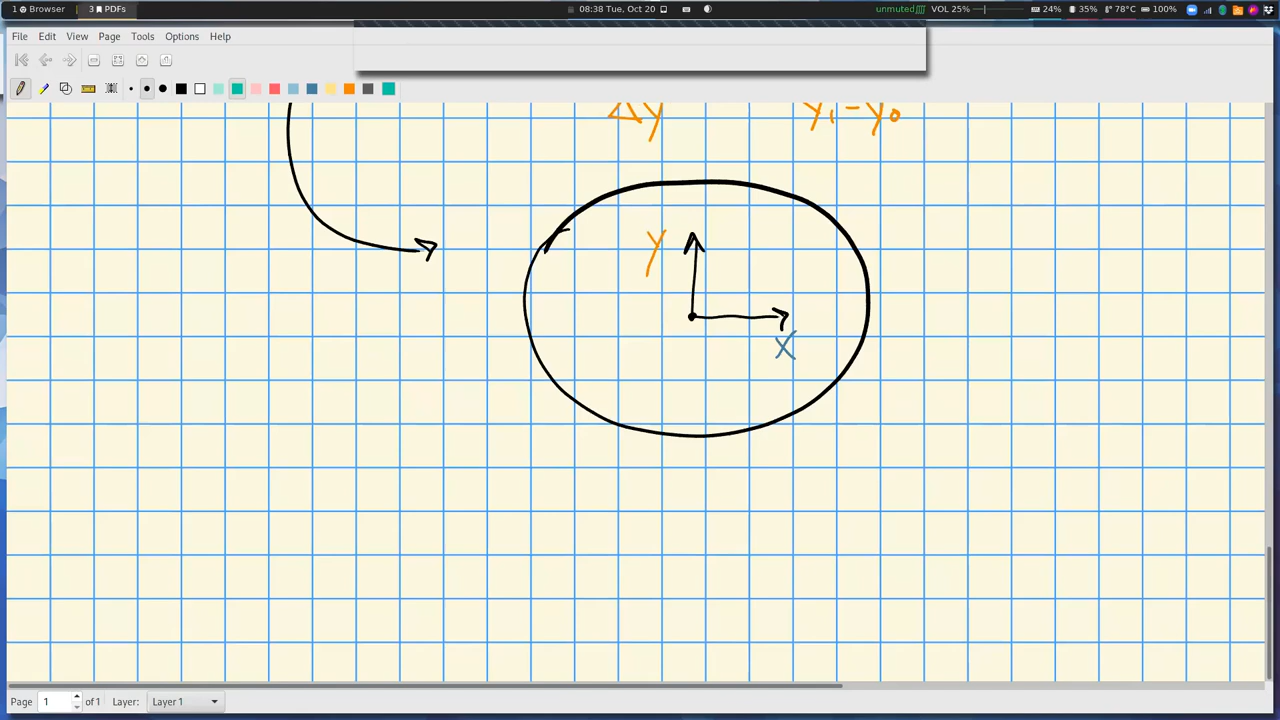 1 Browser 3 PDFs 08:38 Tue, Oct 20 unmuted VOL 25% 24% 35% 78°C 100%
File Edit View Page Tools Options Help
Δy y₁-y₀
y
x
Page 1 of 1 Layer: Layer 1